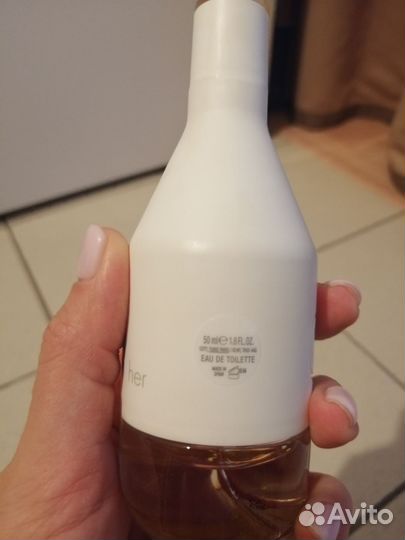 50 ml ℮ 1.6 FL.OZ.
EAU DE TOILETTE
MADE IN
SPAIN
her
Avito